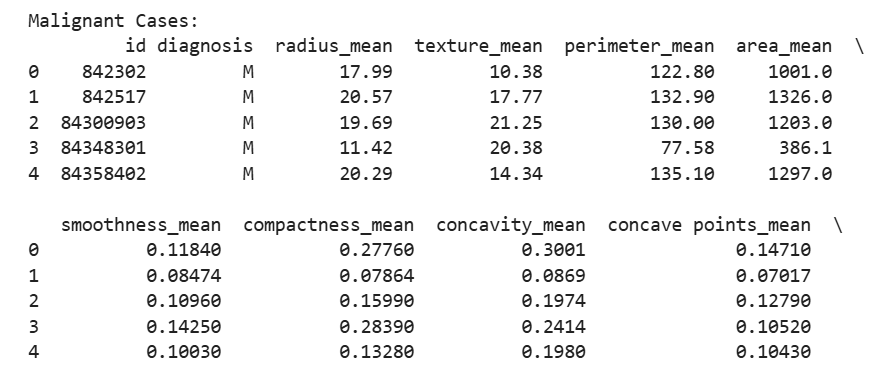 Malignant Cases:
id diagnosis radius_mean texture_mean perimeter_mean area_mean \
0 842302 M 17.99 10.38 122.80 1001.0
1 842517 M 20.57 17.77 132.90 1326.0
2 84300903 M 19.69 21.25 130.00 1203.0
3 84348301 M 11.42 20.38 77.58 386.1
4 84358402 M 20.29 14.34 135.10 1297.0
smoothness_mean compactness_mean concavity_mean concave points_mean \
0 0.11840 0.27760 0.3001 0.14710
1 0.08474 0.07864 0.0869 0.07017
2 0.10960 0.15990 0.1974 0.12790
3 0.14250 0.28390 0.2414 0.10520
4 0.10030 0.13280 0.1980 0.10430